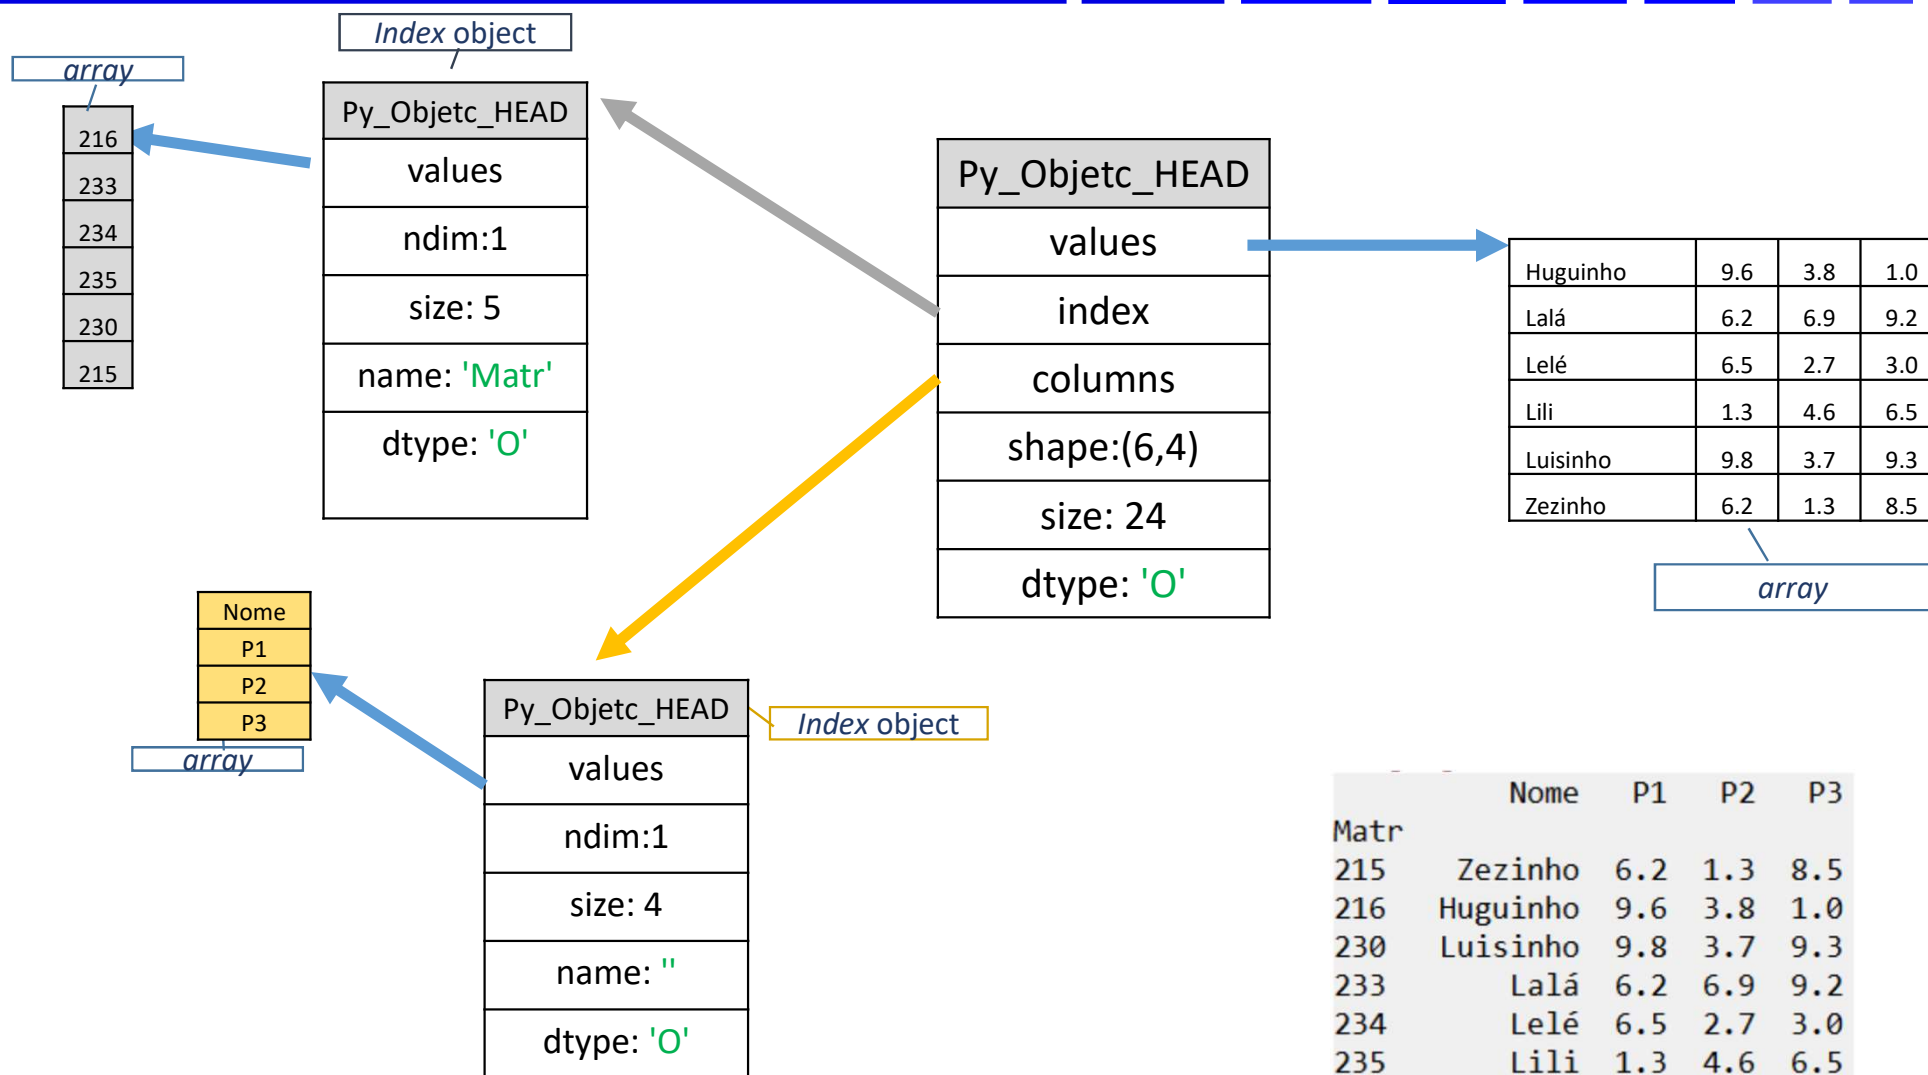 Index object
array
216
233
234
235
230
215
Py_Objetc_HEAD
values
ndim:1
size: 5
name: 'Matr'
dtype: 'O'
Py_Objetc_HEAD
values
index
columns
shape:(6,4)
size: 24
dtype: 'O'
Huguinho 9.6 3.8 1.0
Lalá 6.2 6.9 9.2
Lelé 6.5 2.7 3.0
Lili 1.3 4.6 6.5
Luisinho 9.8 3.7 9.3
Zezinho 6.2 1.3 8.5
array
Nome
P1
P2
P3
array
Py_Objetc_HEAD
values
ndim:1
size: 4
name: ''
dtype: 'O'
Index object
Nome P1 P2 P3
Matr
215 Zezinho 6.2 1.3 8.5
216 Huguinho 9.6 3.8 1.0
230 Luisinho 9.8 3.7 9.3
233 Lalá 6.2 6.9 9.2
234 Lelé 6.5 2.7 3.0
235 Lili 1.3 4.6 6.5